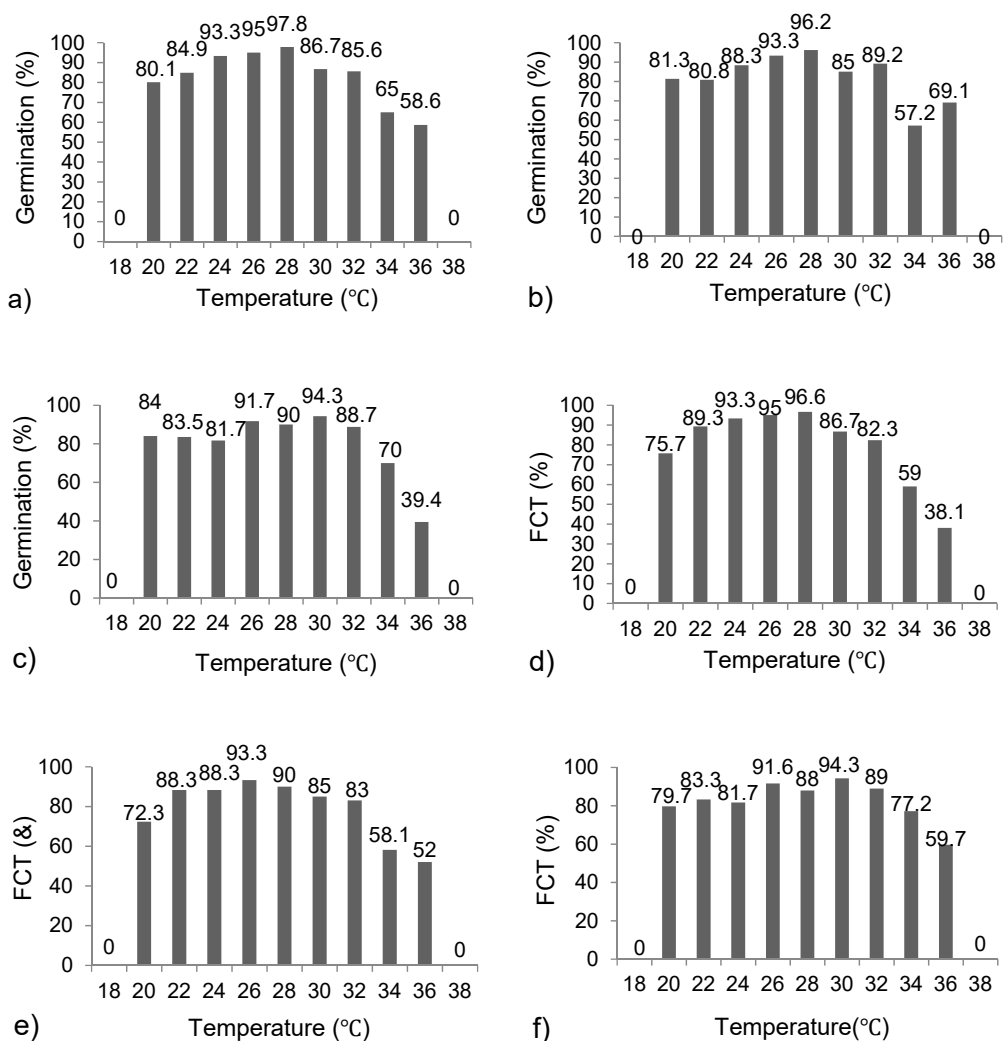 97.8
93.3 95
84.9 86.7 85.6
80.1
65
58.6
0 0
100
90
80
70
60
50
40
30
20
10
0
Germination (%)
18 20 22 24 26 28 30 32 34 36 38
Temperature (℃)
a)
96.2
93.3
88.3 89.2
81.3 80.8 85
69.1
57.2
0 0
100
90
80
70
60
50
40
30
20
10
0
Germination (%)
18 20 22 24 26 28 30 32 34 36 38
Temperature (℃)
b)
94.3
91.7 90 88.7
84 83.5 81.7
70
39.4
0 0
100
80
60
40
20
0
Germination (%)
18 20 22 24 26 28 30 32 34 36 38
Temperature (℃)
c)
96.6
93.3 95
89.3 86.7
82.3
75.7
59
38.1
0 0
100
90
80
70
60
50
40
30
20
10
0
FCT (%)
18 20 22 24 26 28 30 32 34 36 38
Temperature (℃)
d)
93.3
88.3 88.3 90 85 83
72.3
58.1
52
0 0
100
80
60
40
20
0
FCT (&)
18 20 22 24 26 28 30 32 34 36 38
Temperature (℃)
e)
94.3
91.6
88 89
83.3
79.7 81.7 77.2
59.7
0 0
100
80
60
40
20
0
FCT (%)
18 20 22 24 26 28 30 32 34 36 38
Temperature(℃)
f)